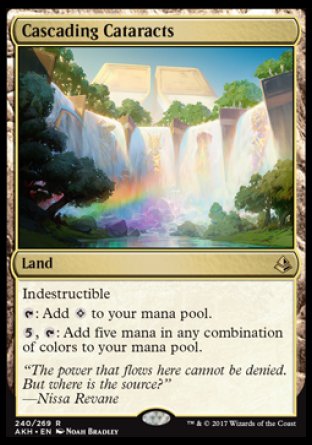 Cascading Cataracts
Land
Indestructible
: Add to your mana pool.
5, : Add five mana in any combination
of colors to your mana pool.
“The power that flows here cannot be denied.
But where is the source?”
—Nissa Revane
240/269 R
AKH • EN Noah Bradley
™ & © 2017 Wizards of the Coast